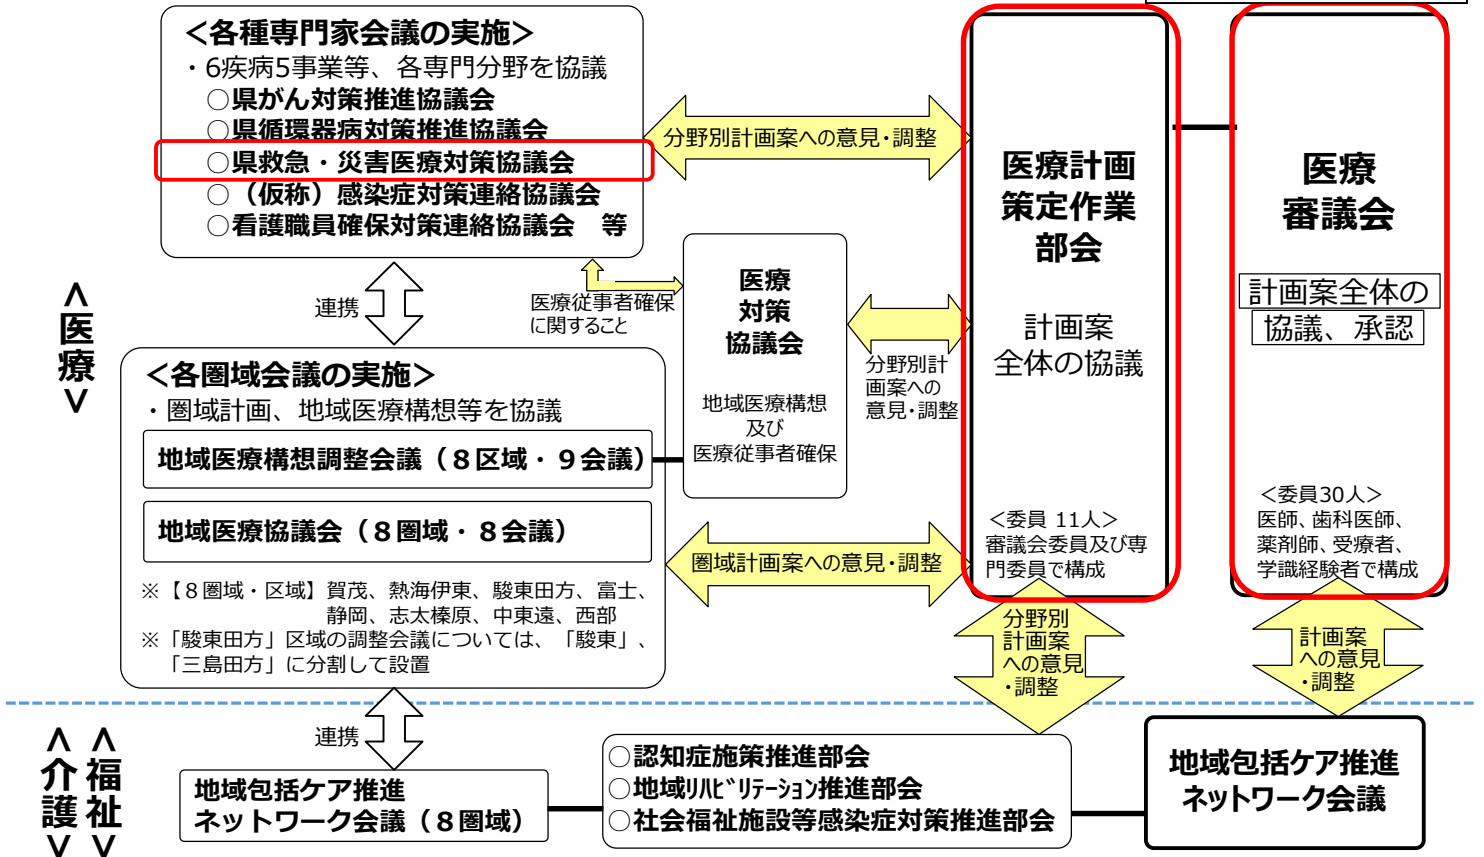 ＜各種専門家会議の実施＞
・6疾病5事業等、各専門分野を協議
○県がん対策推進協議会
○県循環器病対策推進協議会
○県救急・災害医療対策協議会
○（仮称）感染症対策連絡協議会
○看護職員確保対策連絡協議会　等
分野別計画案への意見・調整
医療計画
策定作業
部会
計画案
全体の協議
＜委員 11人＞
審議会委員及び専
門委員で構成
医療
審議会
計画案全体の
協議、承認
＜委員30人＞
医師、歯科医師、
薬剤師、受療者、
学識経験者で構成
＜医療＞
連携
医療従事者確保
に関すること
医療
対策
協議会
地域医療構想
及び
医療従事者確保
分野別計
画案への
意見・調整
＜各圏域会議の実施＞
・圏域計画、地域医療構想等を協議
地域医療構想調整会議（８区域・９会議）
地域医療協議会（８圏域・８会議）
※【８圏域・区域】賀茂、熱海伊東、駿東田方、富士、
静岡、志太榛原、中東遠、西部
※「駿東田方」区域の調整会議については、「駿東」、
「三島田方」に分割して設置
圏域計画案への意見・調整
分野別
計画案
への意見
・調整
計画案
への意見
・調整
連携
＜福祉＞
＜介護＞
地域包括ケア推進
ネットワーク会議（８圏域）
○認知症施策推進部会
○地域ﾘﾊﾋﾞﾘテーション推進部会
○社会福祉施設等感染症対策推進部会
地域包括ケア推進
ネットワーク会議